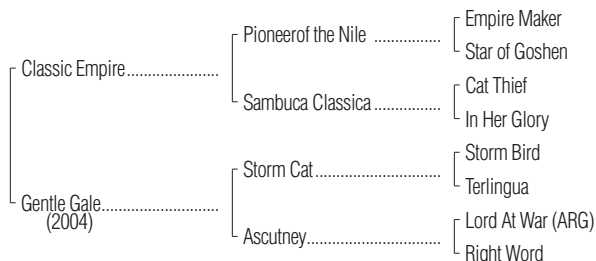 Empire Maker
Pioneerof the Nile ..................
Star of Goshen
Classic Empire.........................
Cat Thief
Sambuca Classica ..................
In Her Glory
Storm Bird
Storm Cat..................................
Terlingua
Gentle Gale................................
(2004)
Lord At War (ARG)
Ascutney....................................
Right Word